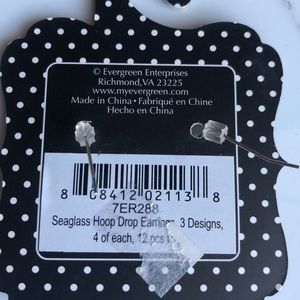 © Evergreen Enterprises
Richmond,VA 23225
www.myevergreen.com
Made in China • Fabriqué en Chine
Hecho en China
8 08412 02113 8
7ER288
Seaglass Hoop Drop Earrings, 3 Designs,
4 of each, 12 pcs